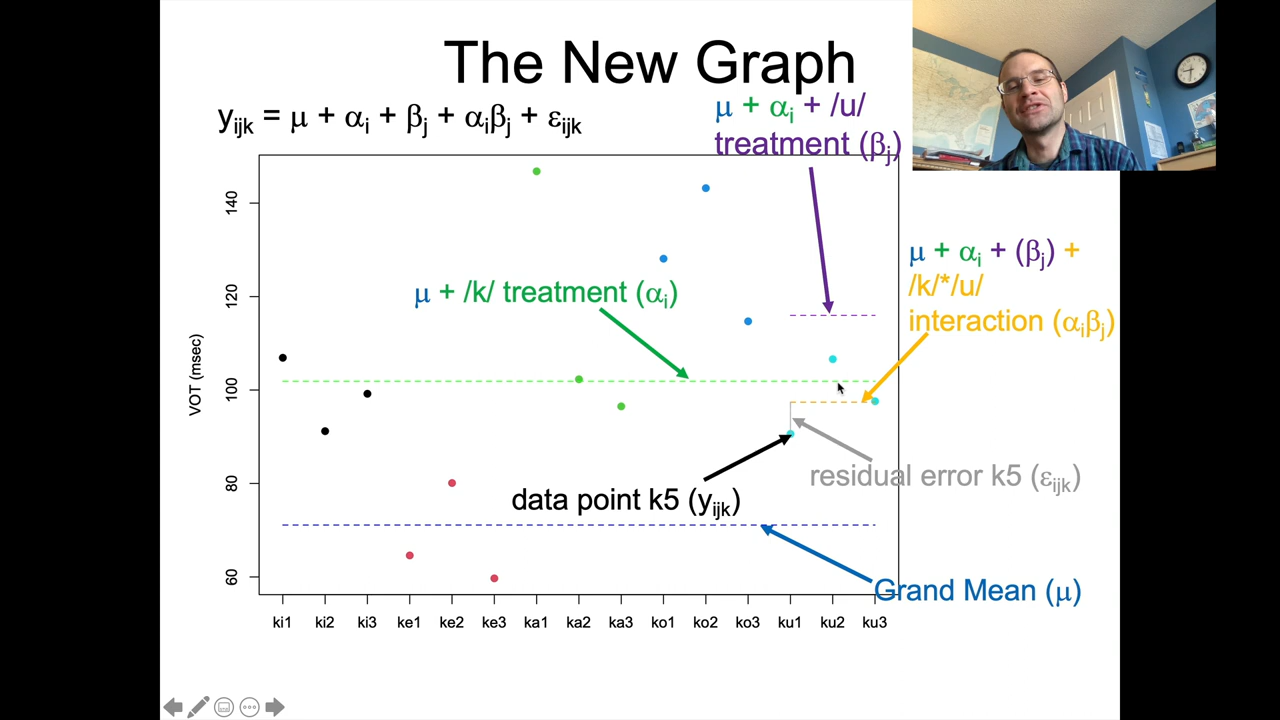 The New Graph
yijk = μ + αi + βj + αiβj + εijk
μ + αi + /u/
treatment (βj)
μ + αi + (βj) +
/k/*/u/
interaction (αiβj)
μ + /k/ treatment (αi)
residual error k5 (εijk)
data point k5 (yijk)
Grand Mean (μ)
VOT (msec)
140
120
100
80
60
ki1 ki2 ki3 ke1 ke2 ke3 ka1 ka2 ka3 ko1 ko2 ko3 ku1 ku2 ku3